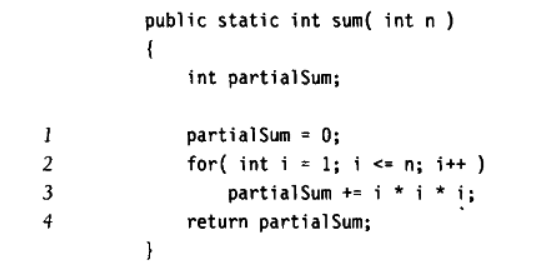 public static int sum( int n )
{
int partialSum;
1 partialSum = 0;
2 for( int i = 1; i <= n; i++ )
3 partialSum += i * i * i;
4 return partialSum;
}